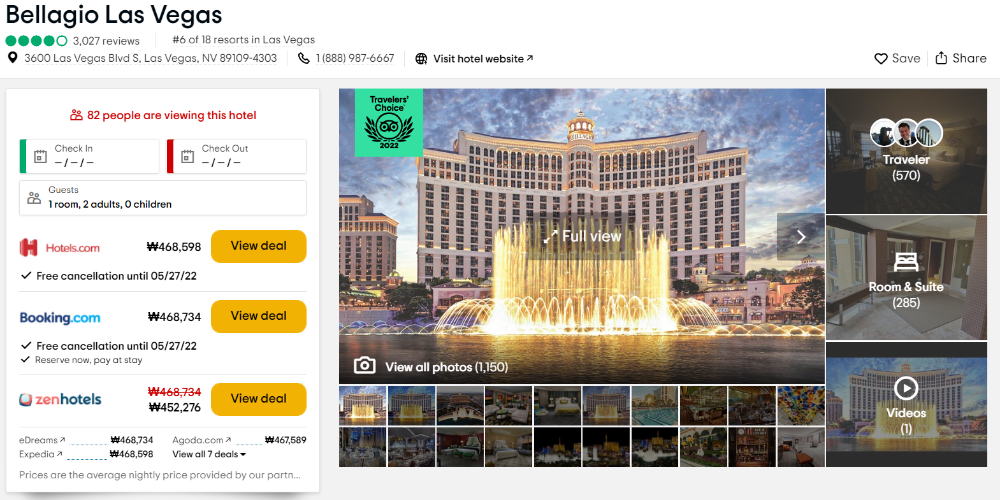 Bellagio Las Vegas
3,027 reviews
#6 of 18 resorts in Las Vegas
3600 Las Vegas Blvd S, Las Vegas, NV 89109-4303
1 (888) 987-6667
Visit hotel website
Save
Share
82 people are viewing this hotel
Check In
– / – / –
Check Out
– / – / –
Guests
1 room, 2 adults, 0 children
Hotels.com
₩468,598
View deal
Free cancellation until 05/27/22
Booking.com
₩468,734
View deal
Free cancellation until 05/27/22
Reserve now, pay at stay
zenhotels
₩468,734
₩452,276
View deal
eDreams
₩468,734
Agoda.com
₩467,589
Expedia
₩468,598
View all 7 deals
Prices are the average nightly price provided by our partn...
Travelers'
Choice™
2022
BELLAGIO
Full view
View all photos (1,150)
Traveler
(570)
Room & Suite
(285)
Videos
(1)